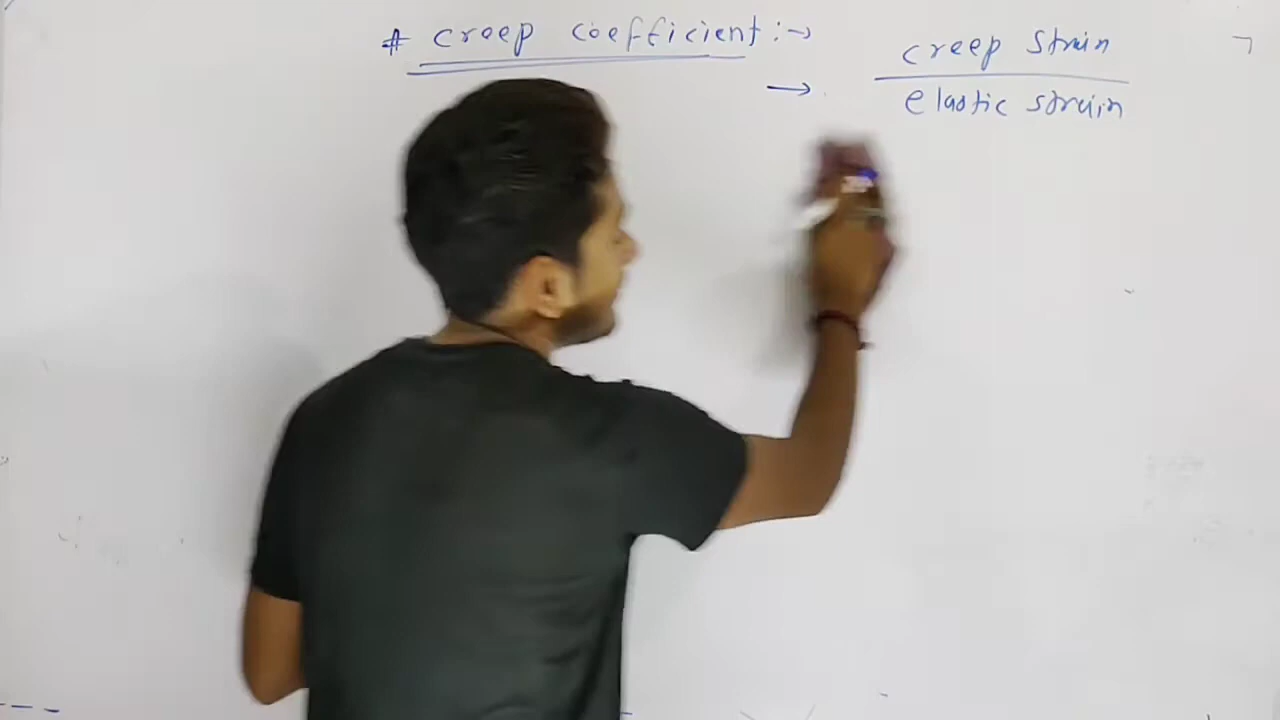 # creep coefficient :→
→ creep strain
elastic strain